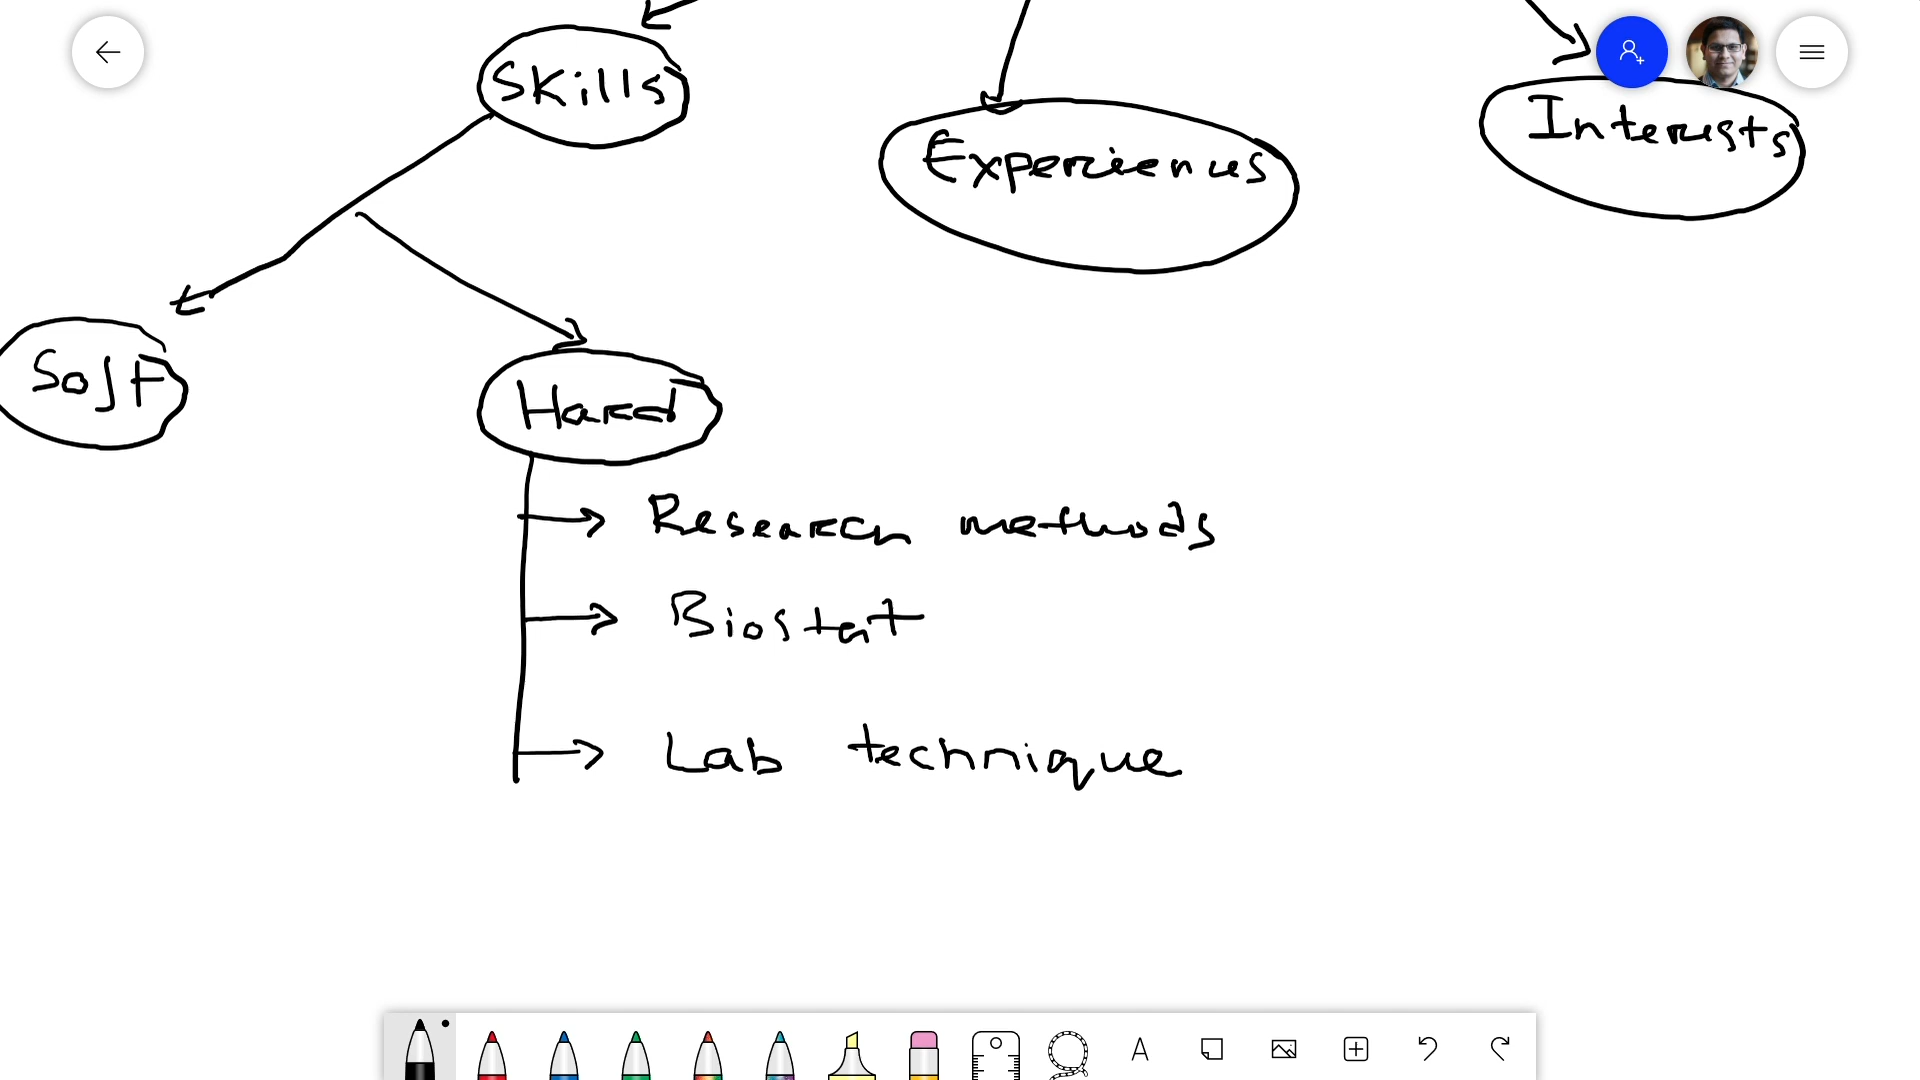 Skills
Experiences
Interests
Soft
Hard
Research methods
Biostat
Lab technique
A